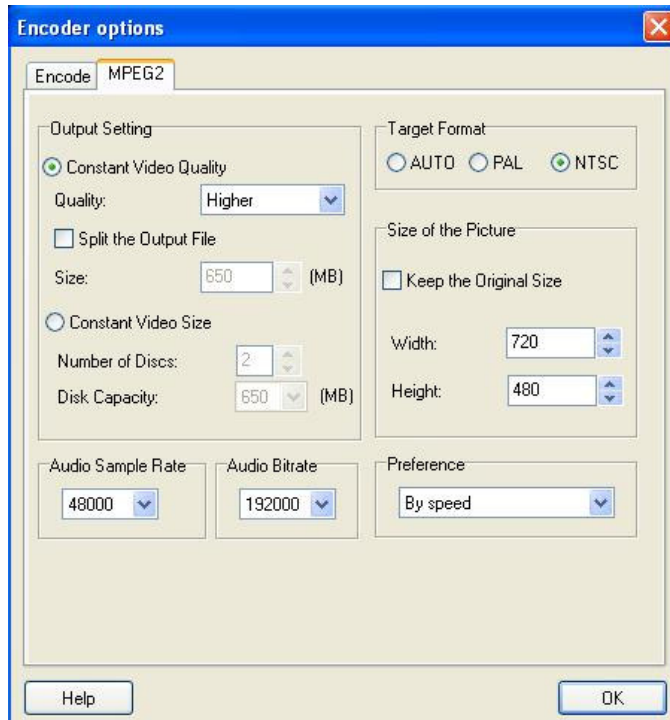 Encoder options
Encode
MPEG2
Output Setting
Constant Video Quality
Quality:
Higher
Split the Output File
Size:
650
(MB)
Constant Video Size
Number of Discs:
2
Disk Capacity:
650
(MB)
Target Format
AUTO
PAL
NTSC
Size of the Picture
Keep the Original Size
Width:
720
Height:
480
Audio Sample Rate
48000
Audio Bitrate
192000
Preference
By speed
Help
OK